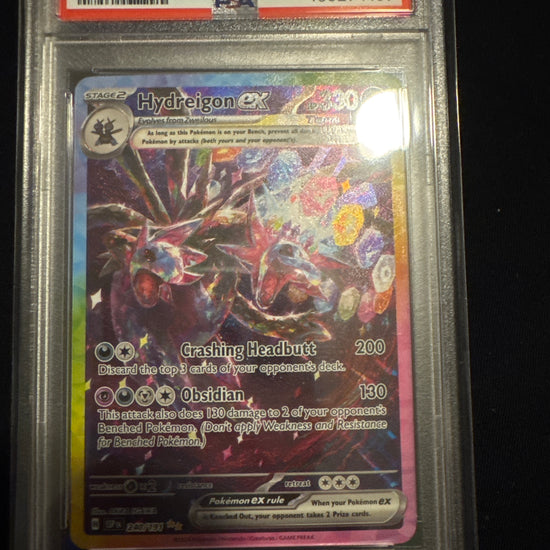 STAGE 2
Hydreigon ex
Evolves from Zweilous
As long as this Pokémon is on your Bench, prevent all
Pokémon by attacks (both yours and your opponent's).
Crashing Headbutt 200
Discard the top 3 cards of your opponent's deck.
Obsidian 130
This attack also does 130 damage to 2 of your opponent's
Benched Pokémon. (Don't apply Weakness and Resistance
for Benched Pokémon.)
weakness ×2 resistance retreat
Pokémon ex rule When your Pokémon ex
is Knocked Out, your opponent takes 2 Prize cards.
240/191